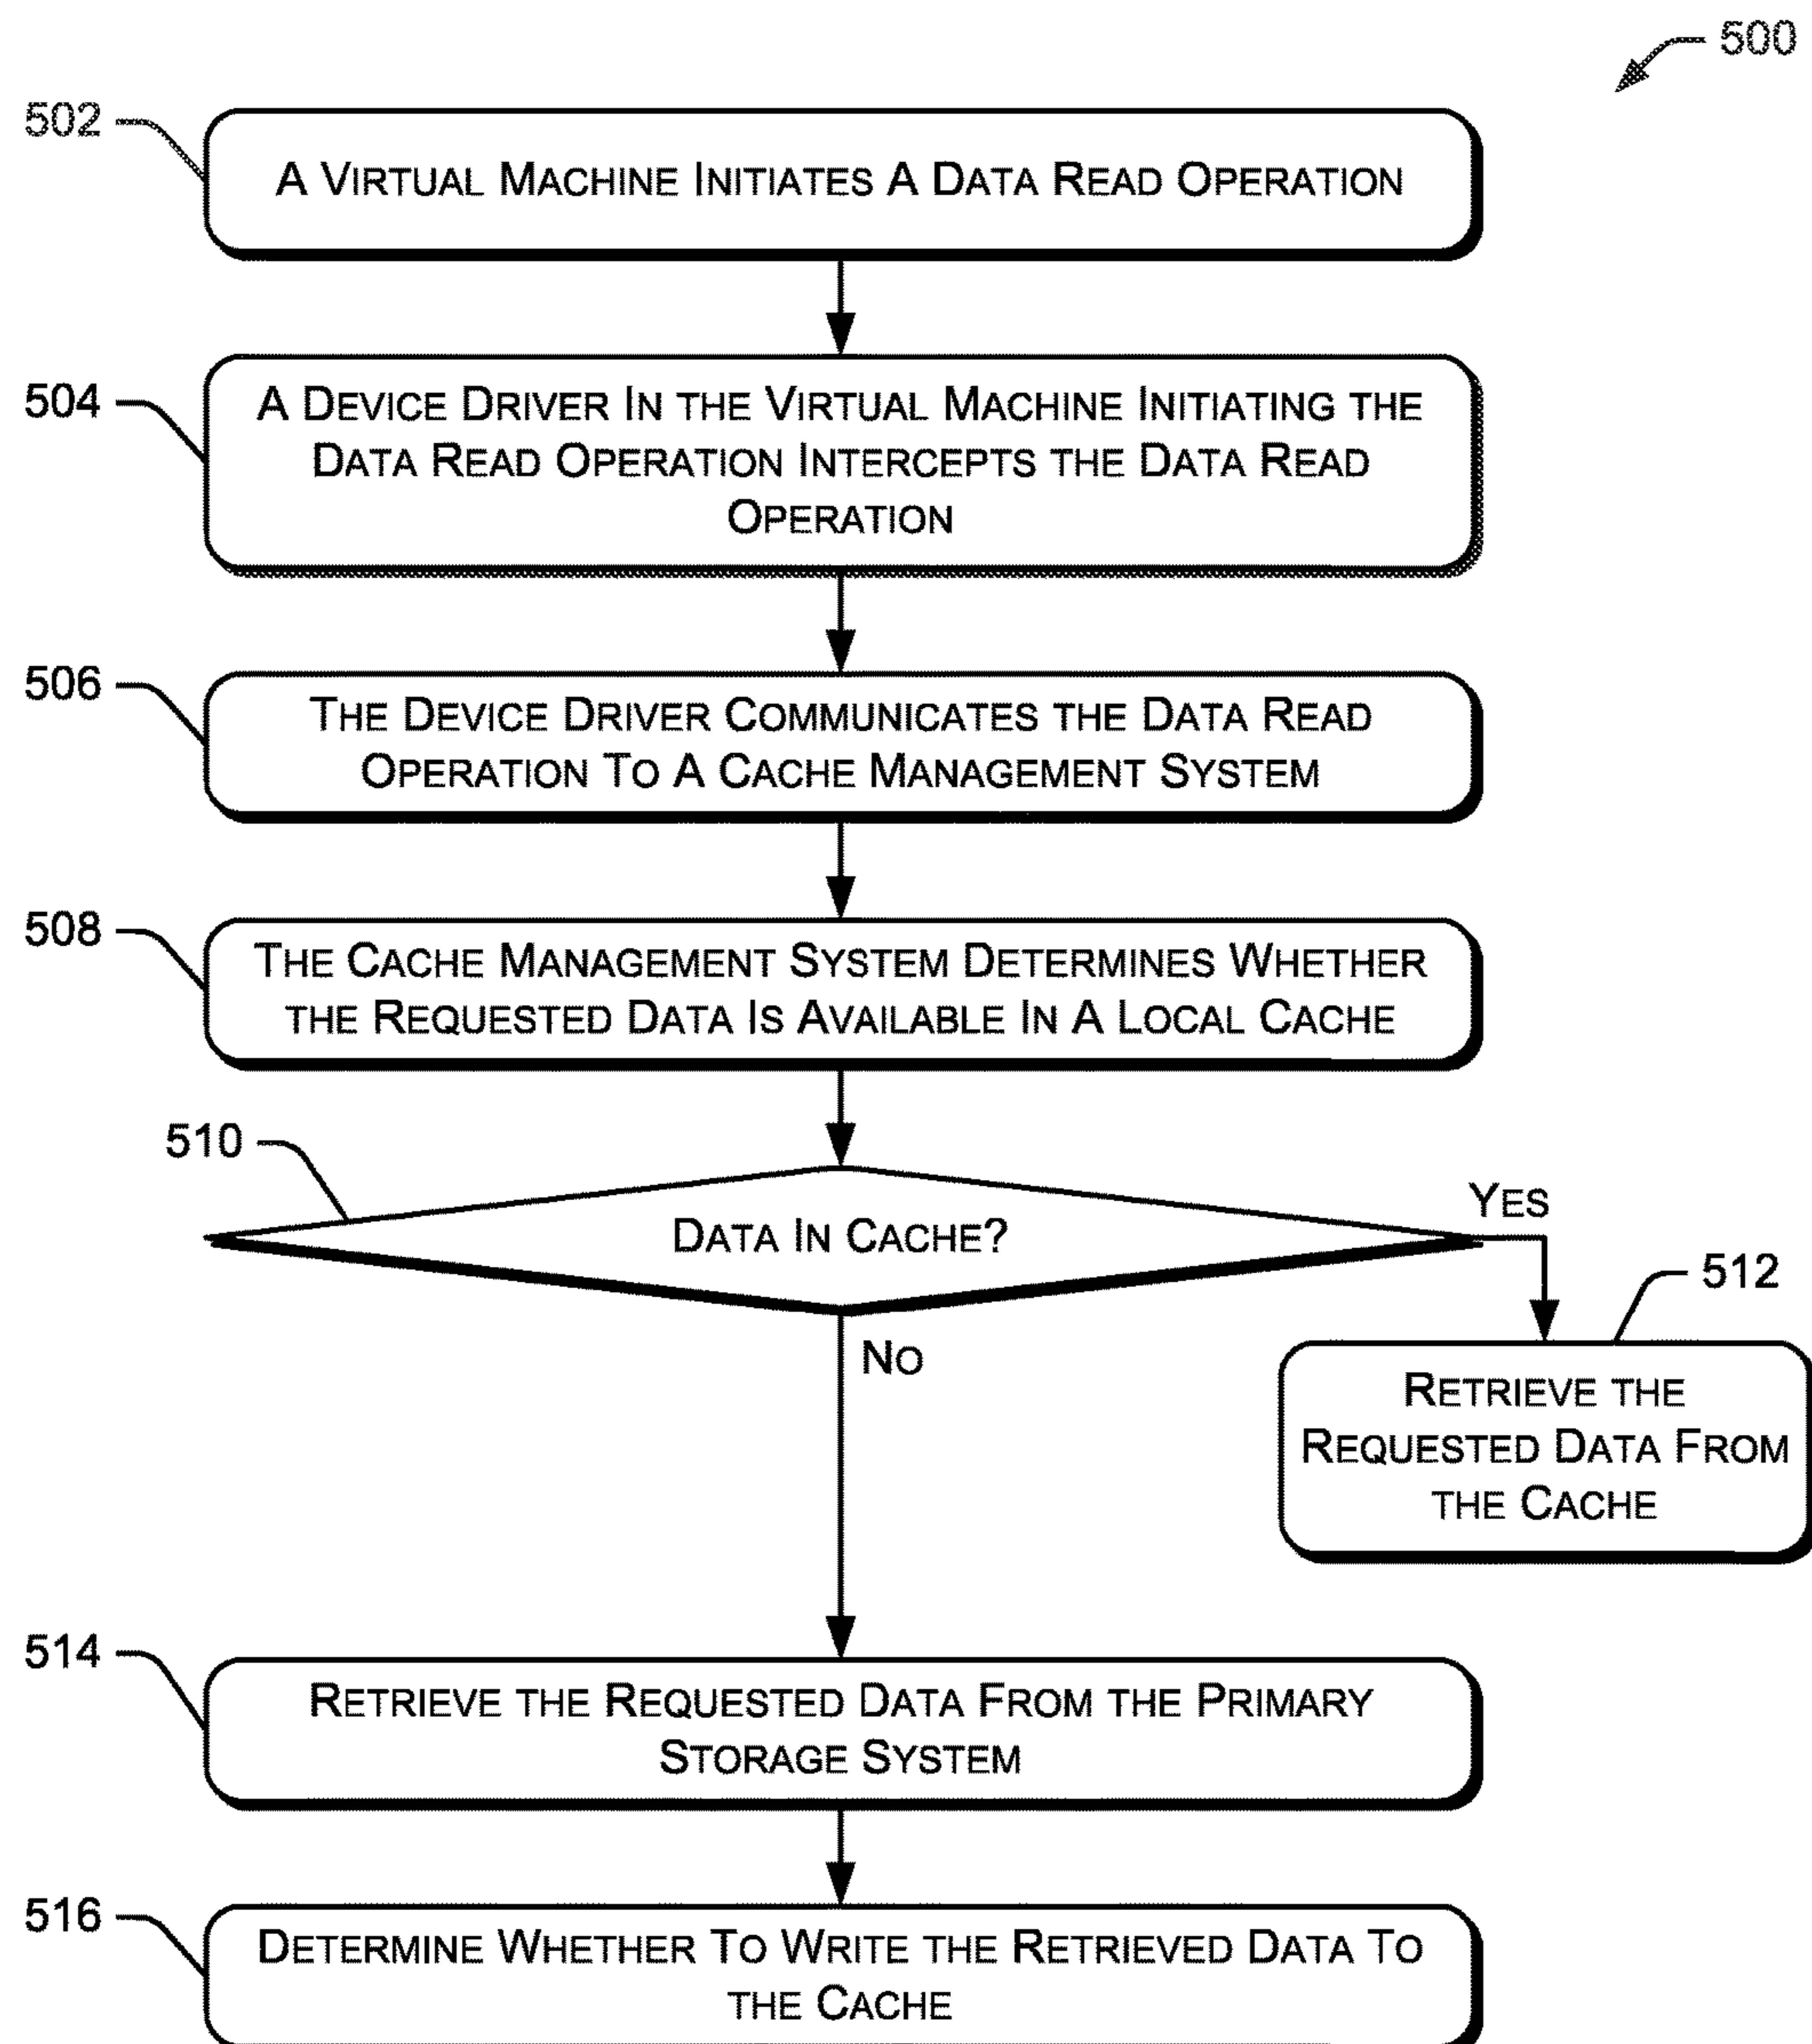 500
502
A VIRTUAL MACHINE INITIATES A DATA READ OPERATION
504
A DEVICE DRIVER IN THE VIRTUAL MACHINE INITIATING THE
DATA READ OPERATION INTERCEPTS THE DATA READ
OPERATION
506
THE DEVICE DRIVER COMMUNICATES THE DATA READ
OPERATION TO A CACHE MANAGEMENT SYSTEM
508
THE CACHE MANAGEMENT SYSTEM DETERMINES WHETHER
THE REQUESTED DATA IS AVAILABLE IN A LOCAL CACHE
510
DATA IN CACHE?
YES
512
NO
RETRIEVE THE
REQUESTED DATA FROM
THE CACHE
514
RETRIEVE THE REQUESTED DATA FROM THE PRIMARY
STORAGE SYSTEM
516
DETERMINE WHETHER TO WRITE THE RETRIEVED DATA TO
THE CACHE